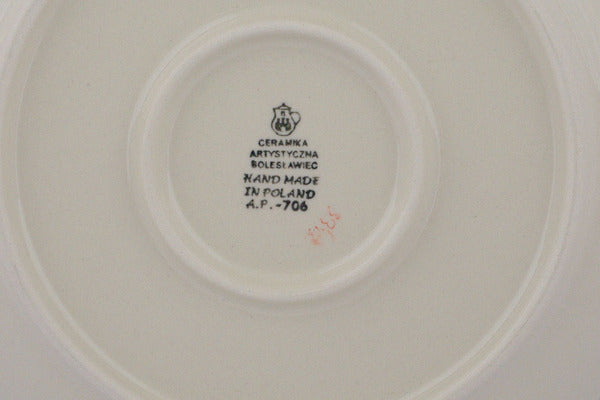 CERAMIKA
ARTYSTYCZNA
BOLESŁAWIEC
HAND MADE
IN POLAND
A.P.-706